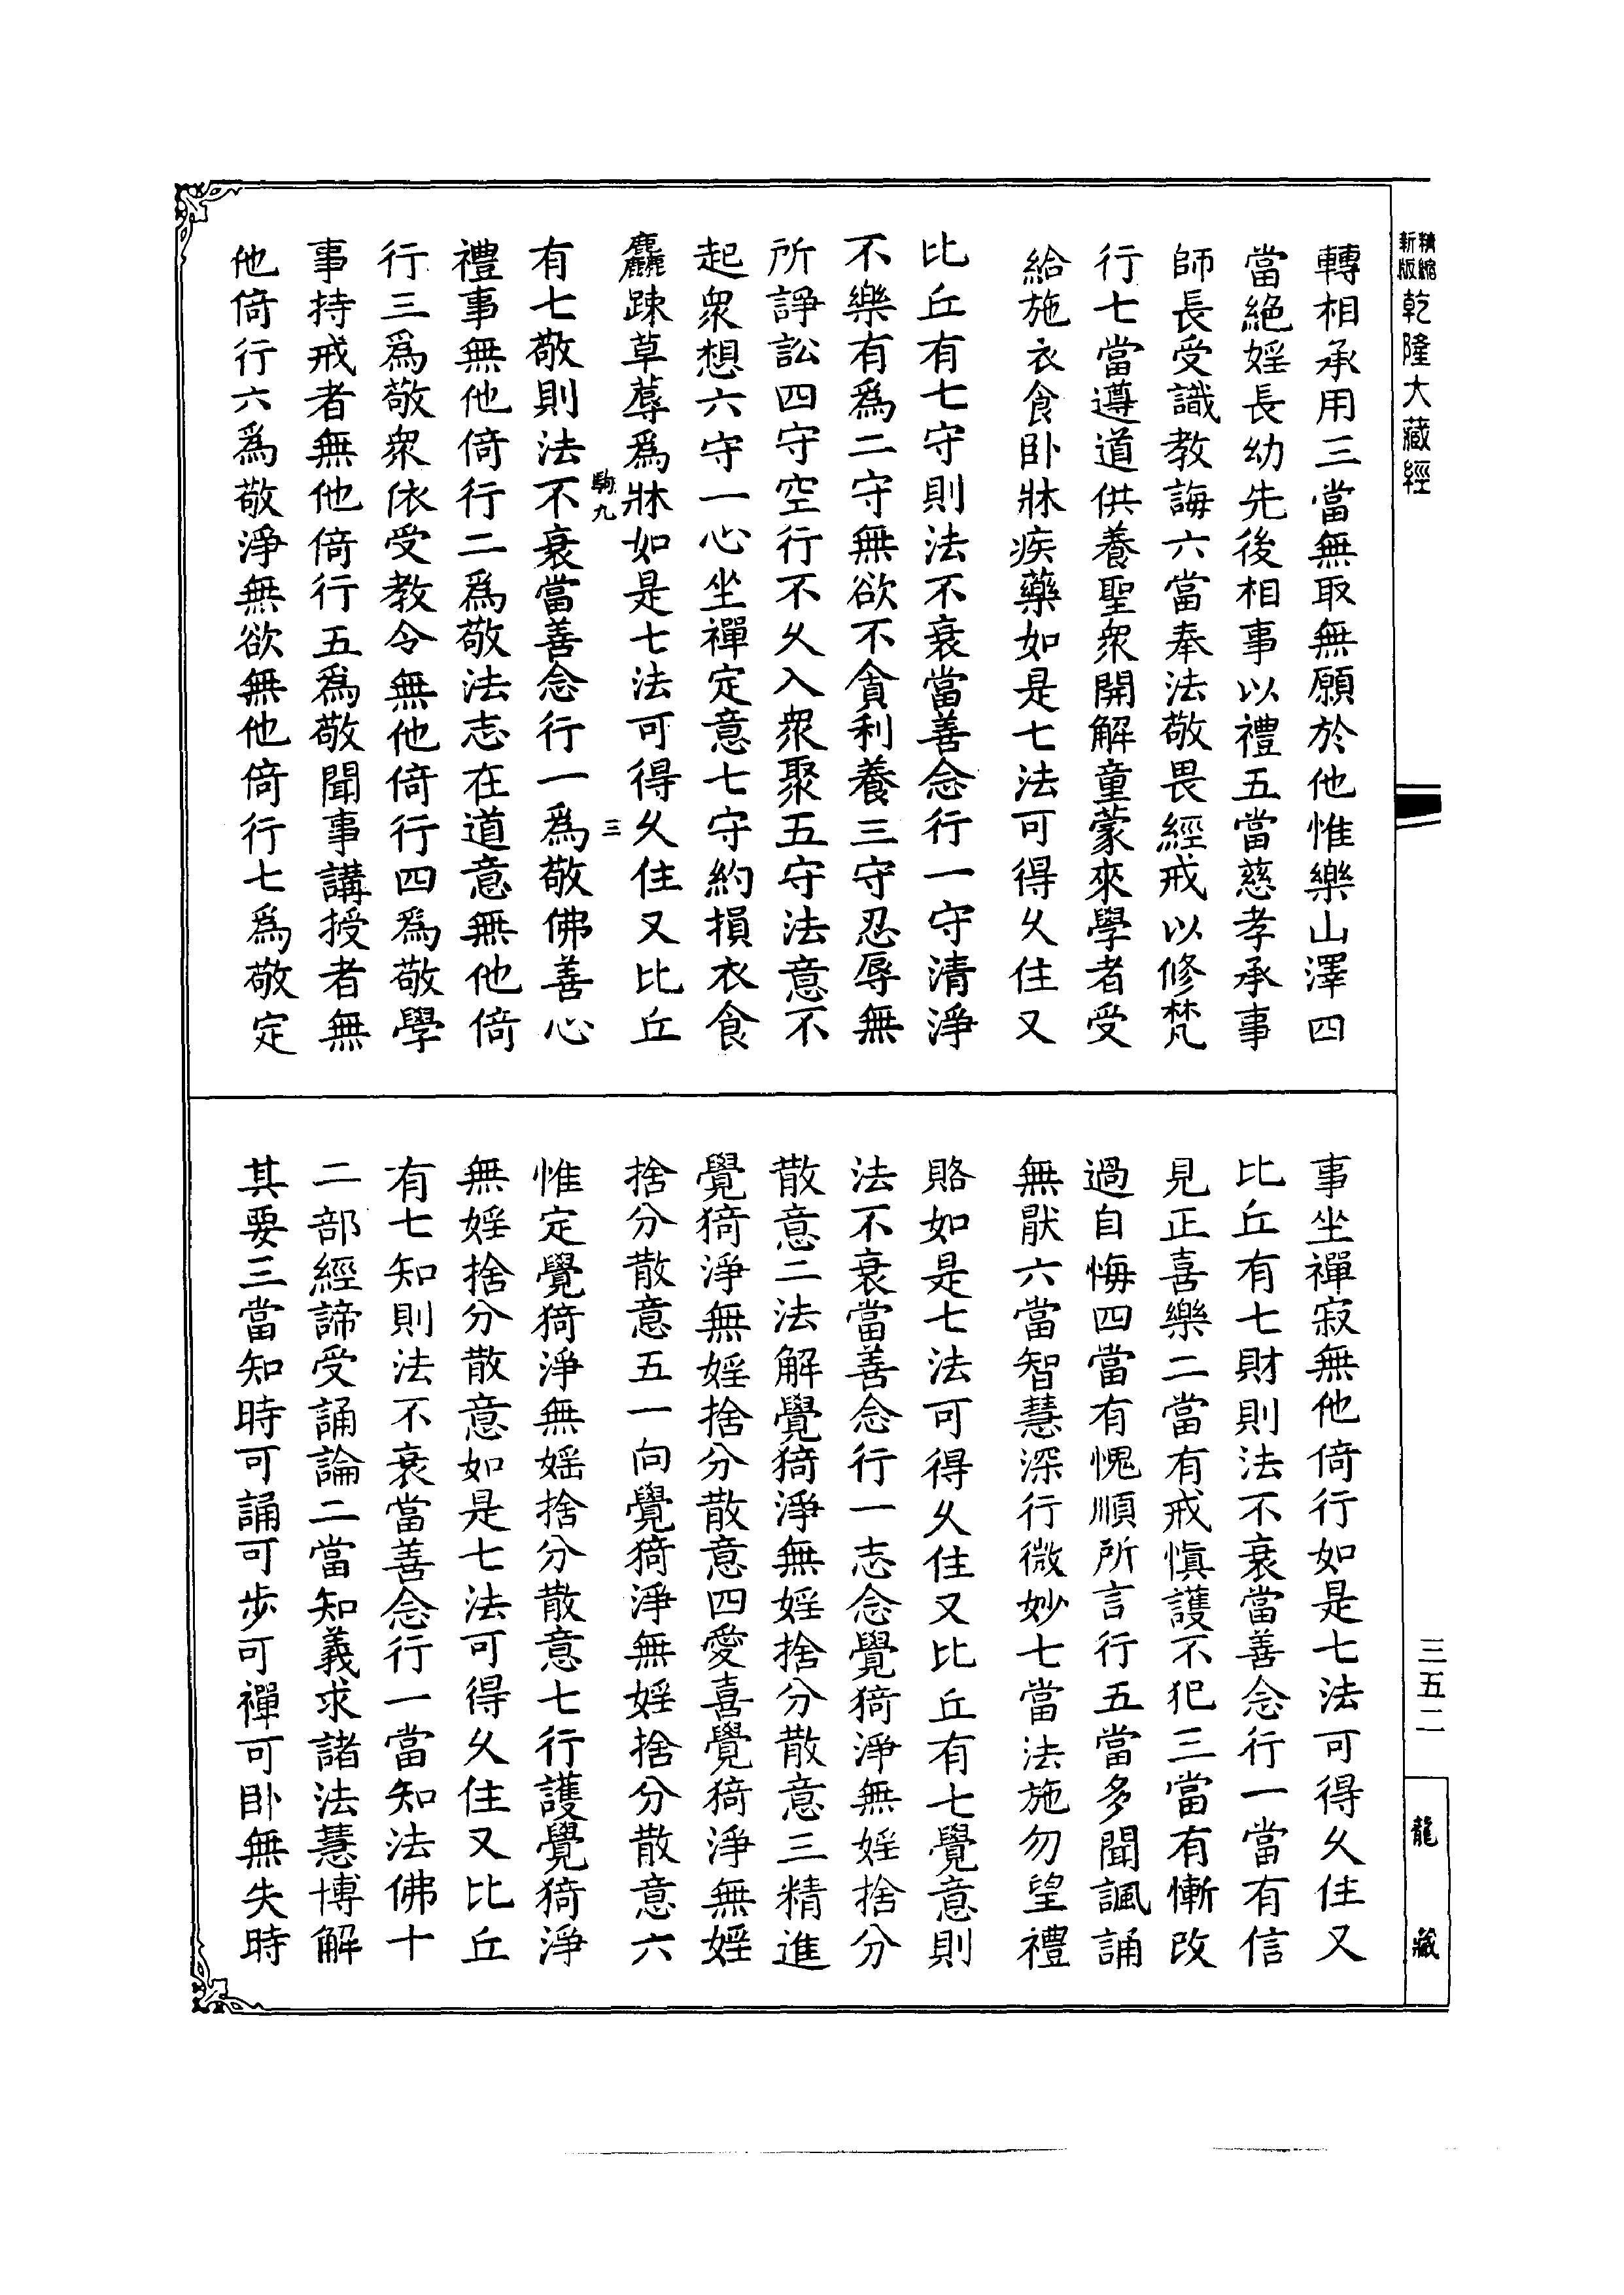 精縮新版乾隆大藏經
三五二
龍藏
轉相承用三當無取無願於他惟樂山澤四
當絕婬長幼先後相事以禮五當慈孝承事
師長受識教誨六當奉法敬畏經戒以修梵
行七當遵道供養聖衆開解童蒙來學者受
給施衣食卧牀疾藥如是七法可得乆住又
比丘有七守則法不衰當善念行一守清淨
不樂有爲二守無欲不貪利養三守忍辱無
所諍訟四守空行不乆入衆聚五守法意不
起衆想六守一心坐禪定意七守約損衣食
麤踈草蓐爲牀如是七法可得乆住又比丘
駒九
三
有七敬則法不衰當善念行一爲敬佛善心
禮事無他倚行二爲敬法志在道意無他倚
行三爲敬衆依受教令無他倚行四爲敬學
事持戒者無他倚行五爲敬聞事講授者無
他倚行六爲敬淨無欲無他倚行七爲敬定
事坐禪寂無他倚行如是七法可得乆住又
比丘有七財則法不衰當善念行一當有信
見正喜樂二當有戒愼護不犯三當有慚改
過自悔四當有愧順所言行五當多聞諷誦
無猒六當智慧深行微妙七當法施勿望禮
賂如是七法可得乆住又比丘有七覺意則
法不衰當善念行一志念覺猗淨無婬捨分
散意二法解覺猗淨無婬捨分散意三精進
覺猗淨無婬捨分散意四愛喜覺猗淨無婬
捨分散意五一向覺猗淨無婬捨分散意六
惟定覺猗淨無婬捨分散意七行護覺猗淨
無婬捨分散意如是七法可得乆住又比丘
有七知則法不衰當善念行一當知法佛十
二部經諦受誦論二當知義求諸法慧博解
其要三當知時可誦可步可禪可卧無失時